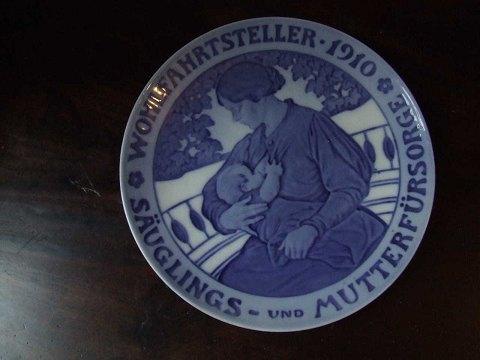 WOHLFAHRTSTELLER · 1910
SÄUGLINGS - UND MUTTERFÜRSORGE